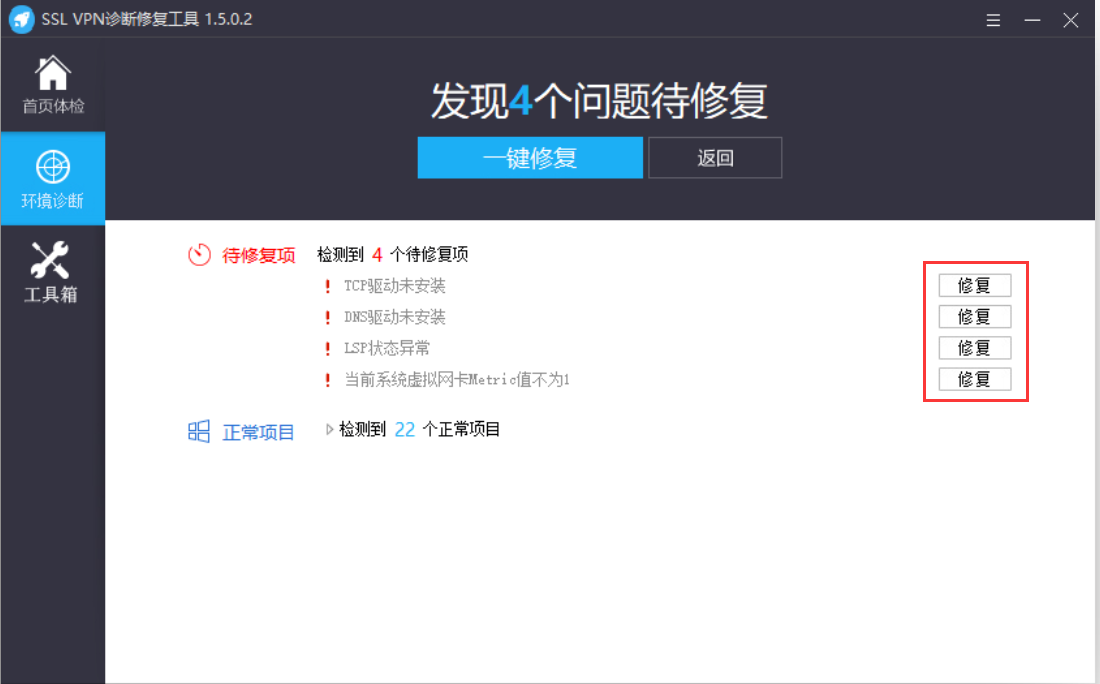 SSL VPN诊断修复工具 1.5.0.2
首页体检
环境诊断
工具箱
发现4个问题待修复
一键修复
返回
待修复项 检测到 4 个待修复项
! TCP驱动未安装 修复
! DNS驱动未安装 修复
! LSP状态异常 修复
! 当前系统虚拟网卡Metric值不为1 修复
正常项目 检测到 22 个正常项目